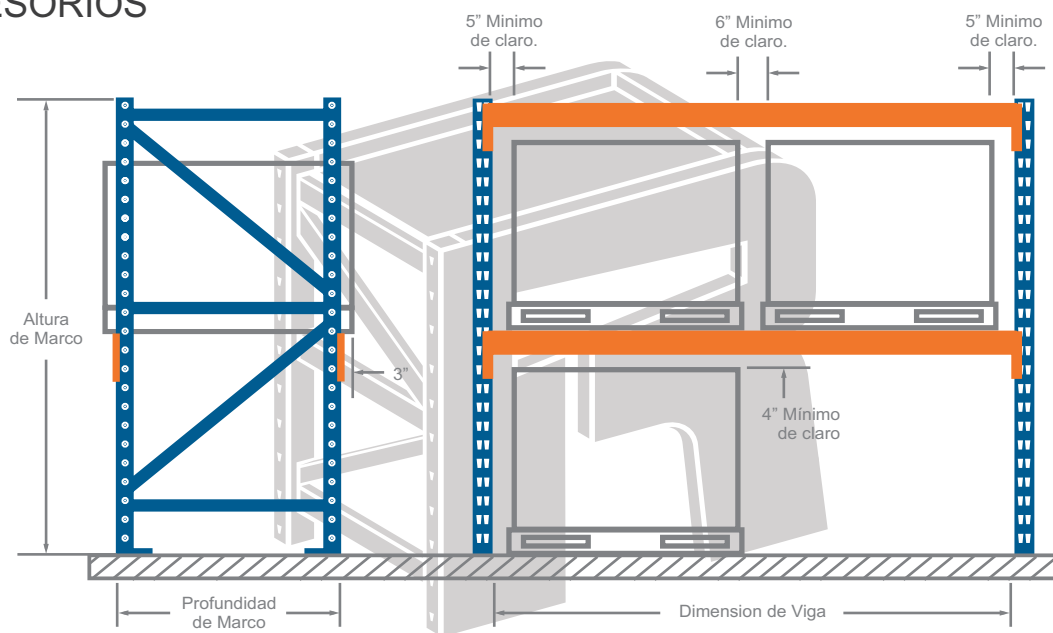 ESORIOS
5” Minimo
de claro.
6” Minimo
de claro.
5” Minimo
de claro.
Altura
de Marco
3”
4” Mínimo
de claro
Profundidad
de Marco
Dimension de Viga